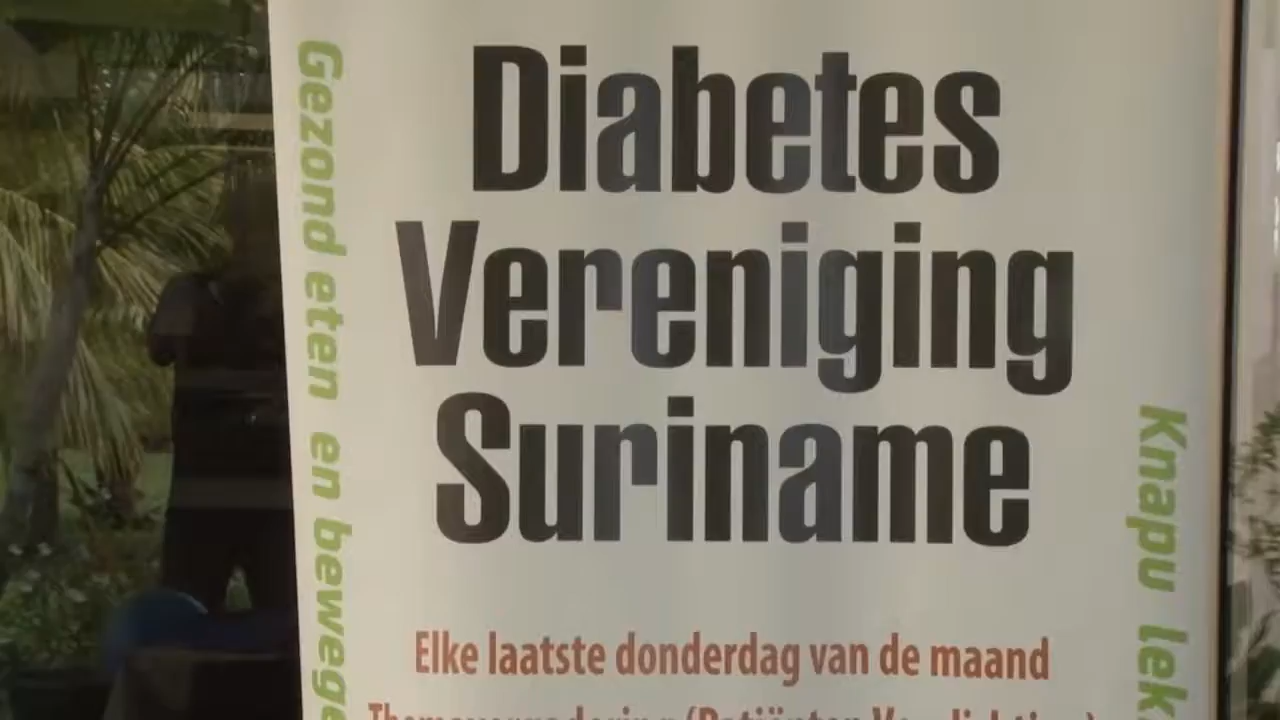 Diabetes
Vereniging
Suriname
Elke laatste donderdag van de maand
Gezond eten en bewege
Knapu lek